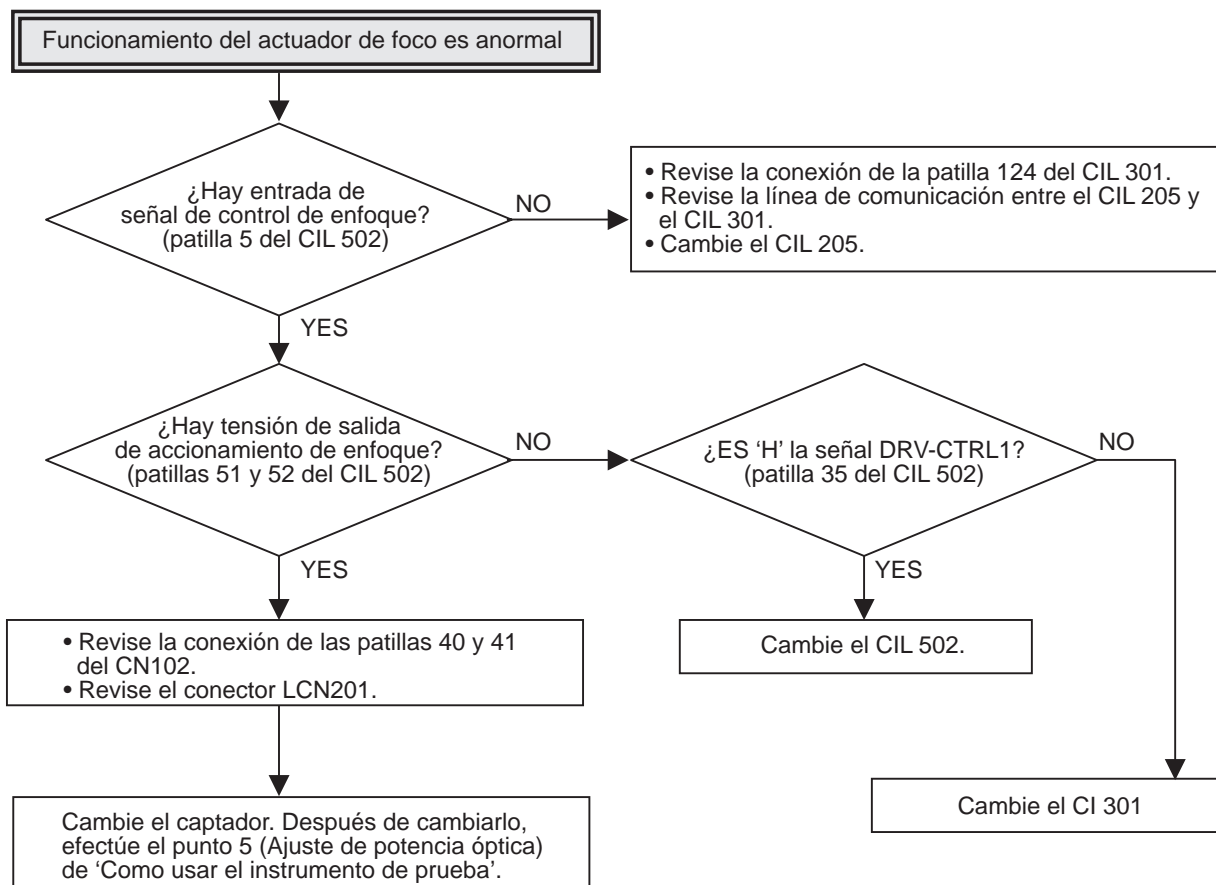 Funcionamiento del actuador de foco es anormal
¿Hay entrada de
señal de control de enfoque?
(patilla 5 del CIL 502)
NO
• Revise la conexión de la patilla 124 del CIL 301.
• Revise la línea de comunicación entre el CIL 205 y
el CIL 301.
• Cambie el CIL 205.
YES
¿Hay tensión de salida
de accionamiento de enfoque?
(patillas 51 y 52 del CIL 502)
NO
¿ES ‘H’ la señal DRV-CTRL1?
(patilla 35 del CIL 502)
NO
YES
YES
• Revise la conexión de las patillas 40 y 41
del CN102.
• Revise el conector LCN201.
Cambie el CIL 502.
Cambie el captador. Después de cambiarlo,
efectúe el punto 5 (Ajuste de potencia óptica)
de ‘Como usar el instrumento de prueba’.
Cambie el CI 301